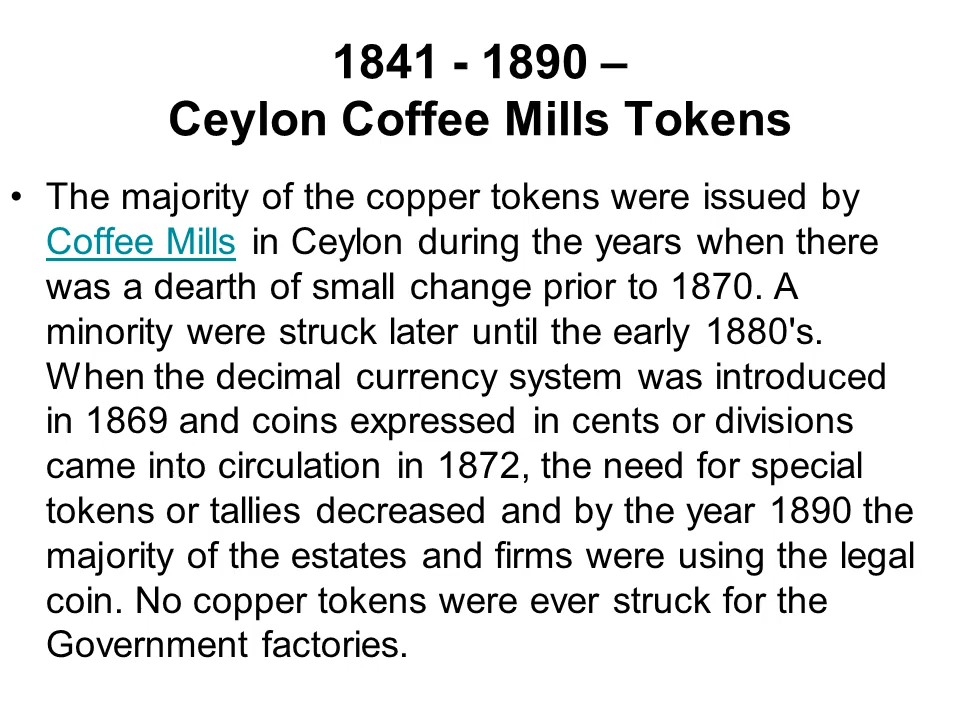 1841 - 1890 –
Ceylon Coffee Mills Tokens
• The majority of the copper tokens were issued by
Coffee Mills in Ceylon during the years when there
was a dearth of small change prior to 1870. A
minority were struck later until the early 1880's.
When the decimal currency system was introduced
in 1869 and coins expressed in cents or divisions
came into circulation in 1872, the need for special
tokens or tallies decreased and by the year 1890 the
majority of the estates and firms were using the legal
coin. No copper tokens were ever struck for the
Government factories.